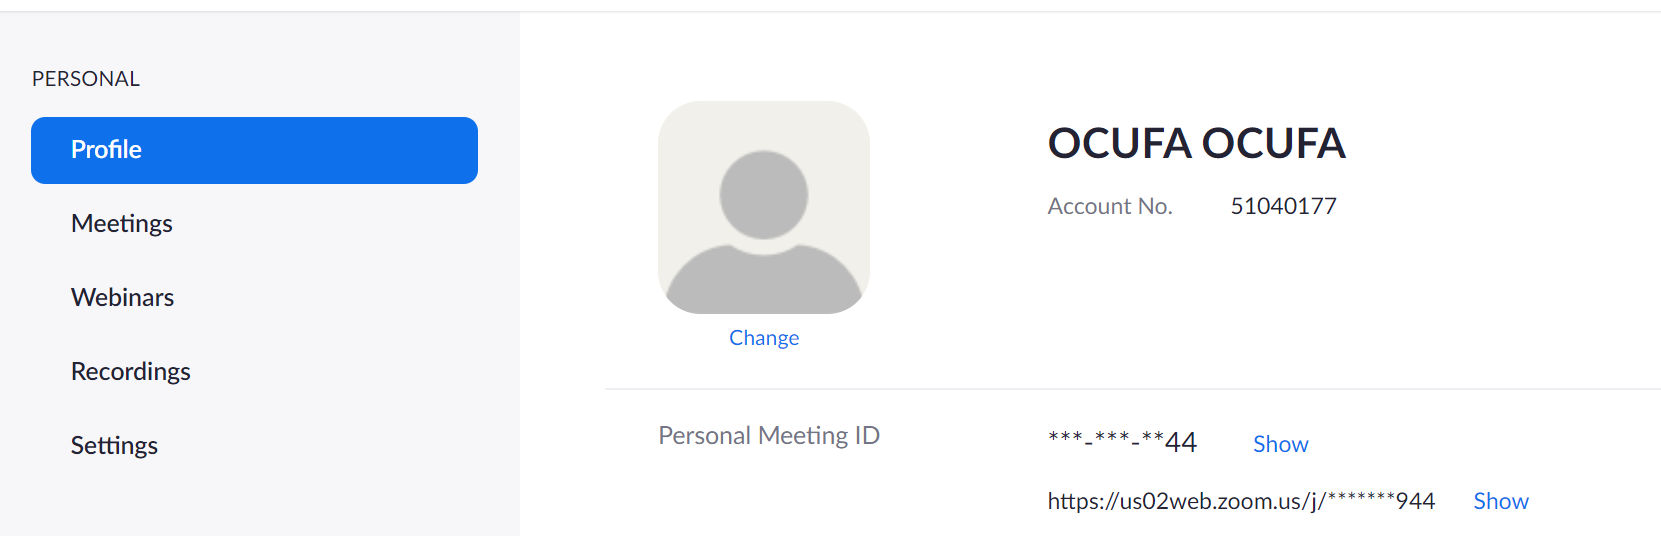 PERSONAL
Profile
Meetings
Webinars
Recordings
Settings
Change
OCUFA OCUFA
Account No. 51040177
Personal Meeting ID ***-***-**44 Show
https://us02web.zoom.us/j/*******944 Show